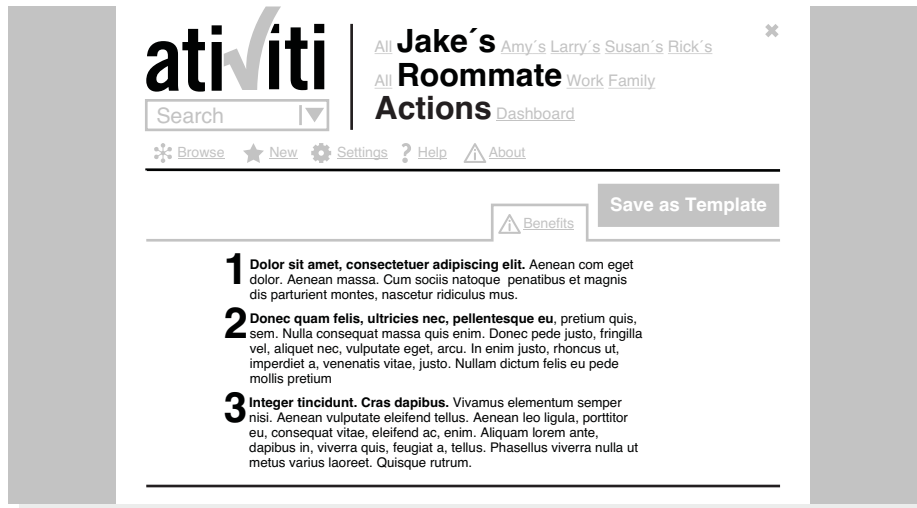 ati√iti
All Jake´s Amy´s Larry´s Susan´s Rick´s
All Roommate Work Family
Actions Dashboard
Search
Browse New Settings ? Help About
Save as Template
Benefits
1 Dolor sit amet, consectetuer adipiscing elit. Aenean com eget
dolor. Aenean massa. Cum sociis natoque penatibus et magnis
dis parturient montes, nascetur ridiculus mus.
2 Donec quam felis, ultricies nec, pellentesque eu, pretium quis,
sem. Nulla consequat massa quis enim. Donec pede justo, fringilla
vel, aliquet nec, vulputate eget, arcu. In enim justo, rhoncus ut,
imperdiet a, venenatis vitae, justo. Nullam dictum felis eu pede
mollis pretium
3 Integer tincidunt. Cras dapibus. Vivamus elementum semper
nisi. Aenean vulputate eleifend tellus. Aenean leo ligula, porttitor
eu, consequat vitae, eleifend ac, enim. Aliquam lorem ante,
dapibus in, viverra quis, feugiat a, tellus. Phasellus viverra nulla ut
metus varius laoreet. Quisque rutrum.